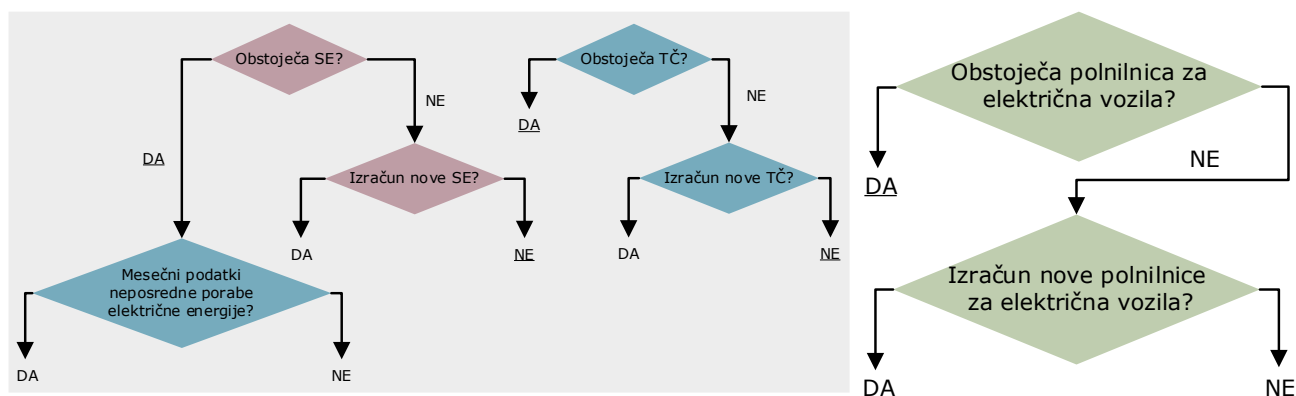 Obstoječa SE?
NE
DA
Izračun nove SE?
DA
NE
Mesečni podatki
neposredne porabe
električne energije?
DA
NE
Obstoječa TČ?
DA
NE
Izračun nove TČ?
DA
NE
Obstoječa polnilnica za
električna vozila?
DA
NE
Izračun nove polnilnice
za električna vozila?
DA
NE